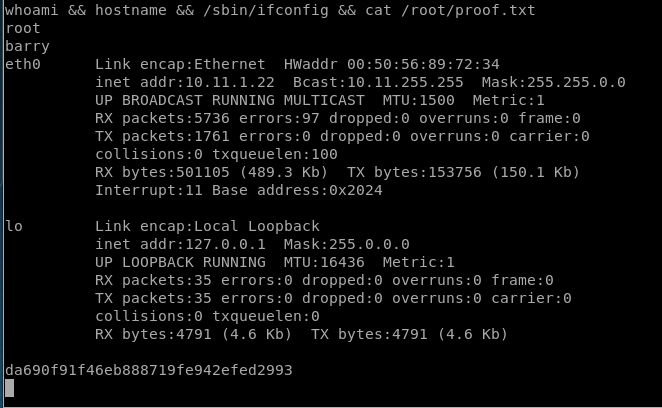 whoami && hostname && /sbin/ifconfig && cat /root/proof.txt
root
barry
eth0      Link encap:Ethernet  HWaddr 00:50:56:89:72:34
          inet addr:10.11.1.22  Bcast:10.11.255.255  Mask:255.255.0.0
          UP BROADCAST RUNNING MULTICAST  MTU:1500  Metric:1
          RX packets:5736 errors:97 dropped:0 overruns:0 frame:0
          TX packets:1761 errors:0 dropped:0 overruns:0 carrier:0
          collisions:0 txqueuelen:100
          RX bytes:501105 (489.3 Kb)  TX bytes:153756 (150.1 Kb)
          Interrupt:11 Base address:0x2024

lo        Link encap:Local Loopback
          inet addr:127.0.0.1  Mask:255.0.0.0
          UP LOOPBACK RUNNING  MTU:16436  Metric:1
          RX packets:35 errors:0 dropped:0 overruns:0 frame:0
          TX packets:35 errors:0 dropped:0 overruns:0 carrier:0
          collisions:0 txqueuelen:0
          RX bytes:4791 (4.6 Kb)  TX bytes:4791 (4.6 Kb)

da690f91f46eb888719fe942efed2993